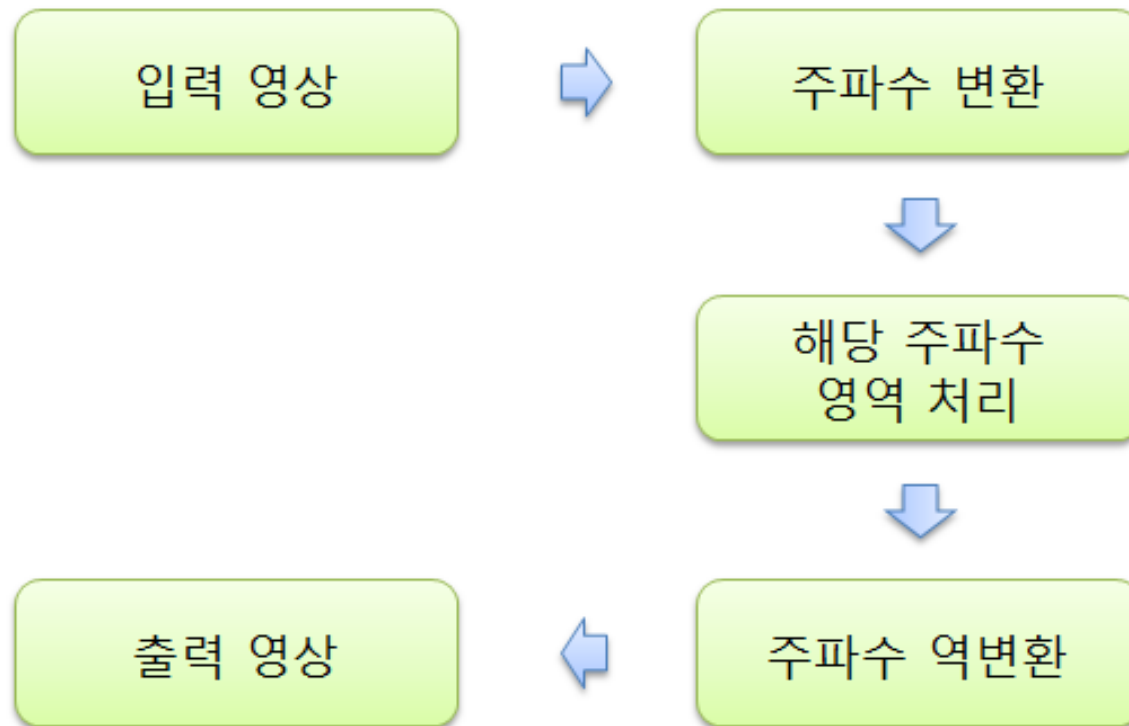 입력 영상
주파수 변환
해당 주파수
영역 처리
주파수 역변환
출력 영상